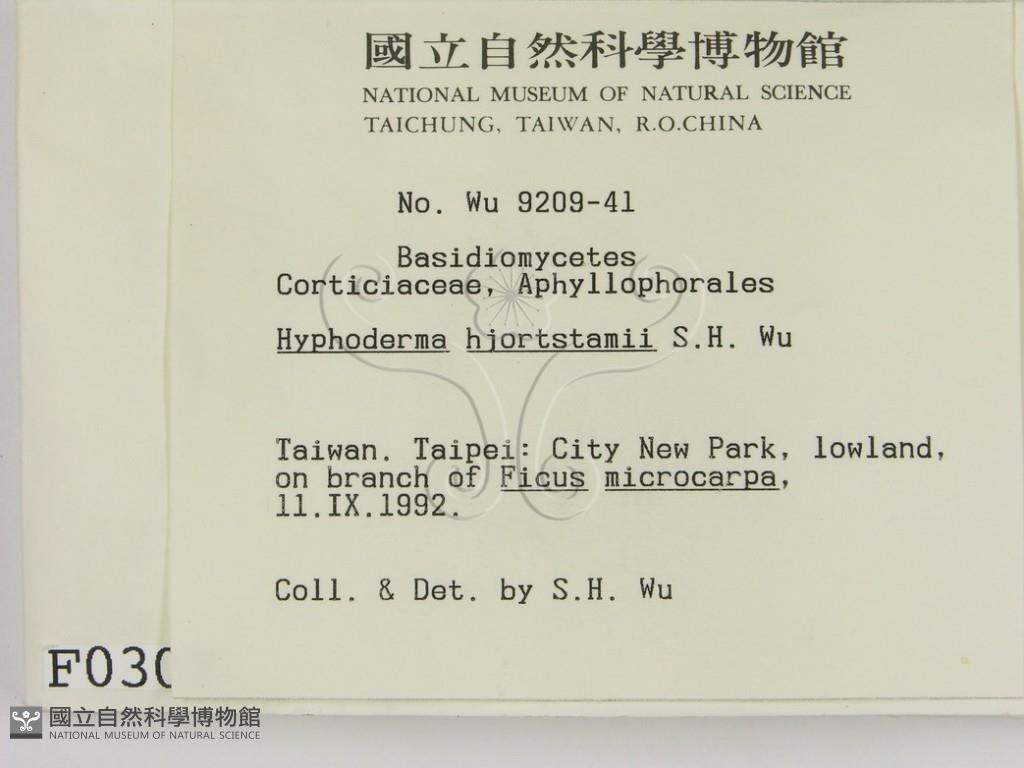 國立自然科學博物館
NATIONAL MUSEUM OF NATURAL SCIENCE
TAICHUNG, TAIWAN, R.O.CHINA
No. Wu 9209-41
Basidiomycetes
Corticiaceae, Aphyllophorales
Hyphoderma hjortstamii S.H. Wu
Taiwan. Taipei: City New Park, lowland,
on branch of Ficus microcarpa,
11.IX.1992.
Coll. & Det. by S.H. Wu
F030
國立自然科學博物館
NATIONAL MUSEUM OF NATURAL SCIENCE